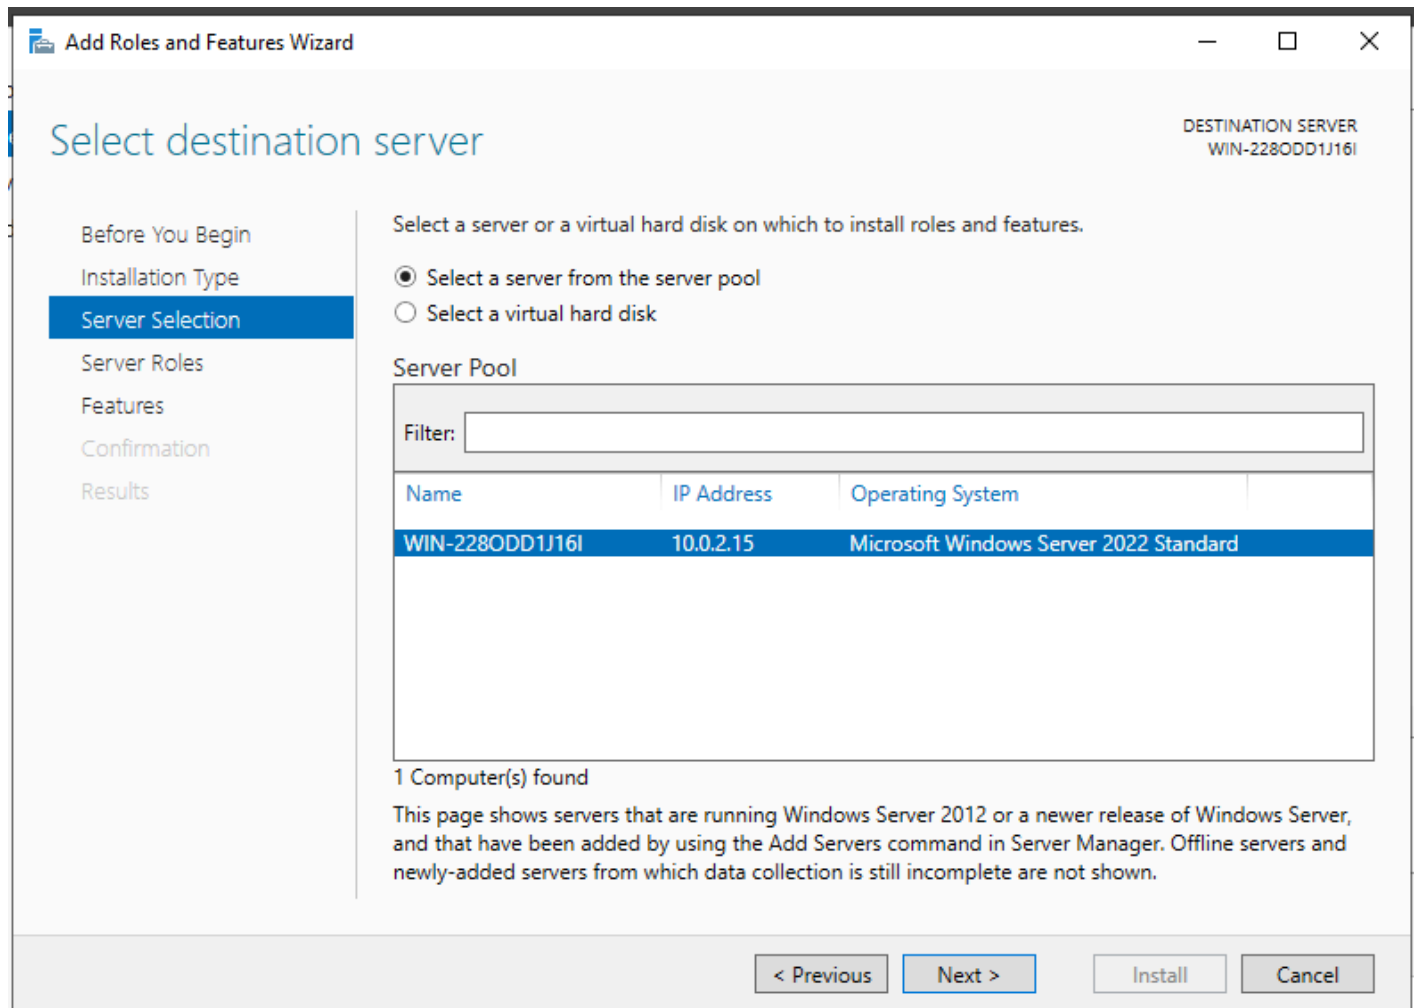 Add Roles and Features Wizard
Select destination server
DESTINATION SERVER
WIN-228ODD1J16I
Before You Begin
Installation Type
Server Selection
Server Roles
Features
Confirmation
Results
Select a server or a virtual hard disk on which to install roles and features.
Select a server from the server pool
Select a virtual hard disk
Server Pool
Filter:
Name IP Address Operating System
WIN-228ODD1J16I 10.0.2.15 Microsoft Windows Server 2022 Standard
1 Computer(s) found
This page shows servers that are running Windows Server 2012 or a newer release of Windows Server,
and that have been added by using the Add Servers command in Server Manager. Offline servers and
newly-added servers from which data collection is still incomplete are not shown.
< Previous Next > Install Cancel